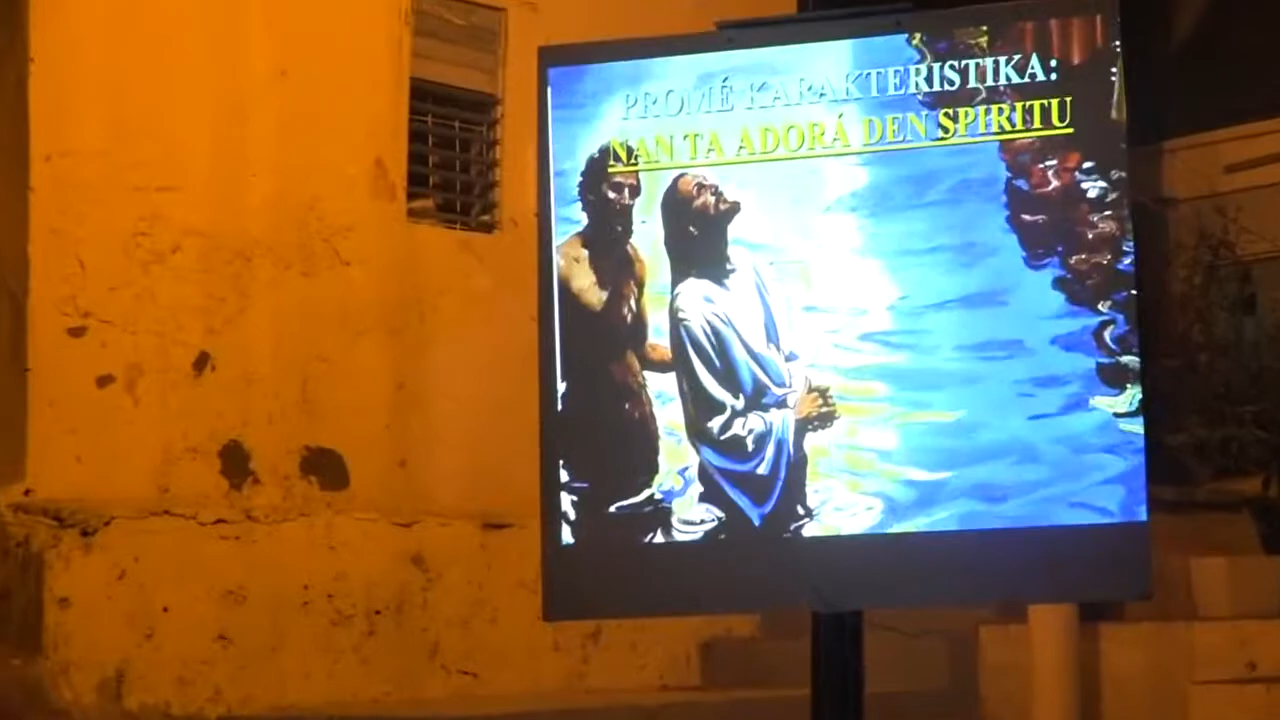 PROMÉ KARAKTERISTIKA:
NAN TA ADORÁ DEN SPIRITU